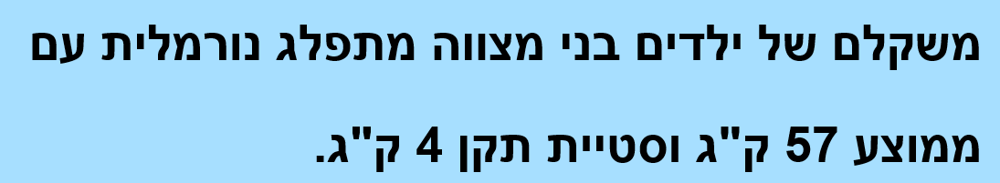 משקלם של ילדים בני מצווה מתפלג נורמלית עם
ממוצע 57 ק"ג וסטיית תקן 4 ק"ג.